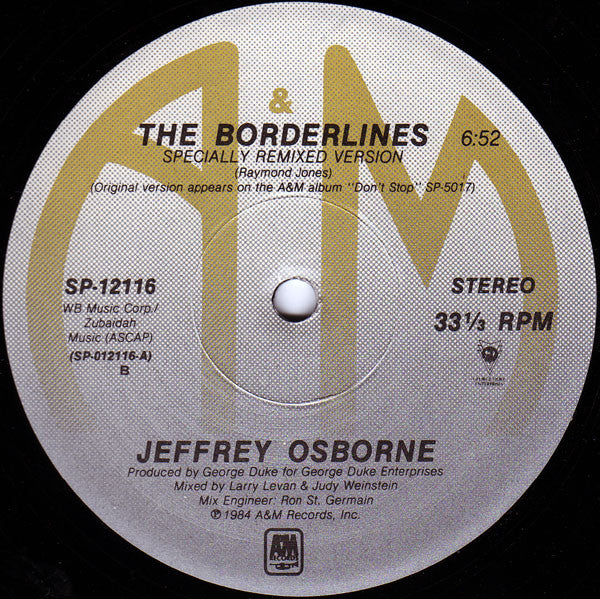 A & M
THE BORDERLINES 6:52
SPECIALLY REMIXED VERSION
(Raymond Jones)
(Original version appears on the A&M album "Don't Stop" SP-5017)
SP-12116
WB Music Corp./
Zubaidah
Music (ASCAP)
(SP-012116-A)
B
STEREO
33⅓ RPM
JEFFREY OSBORNE
Produced by George Duke for George Duke Enterprises
Mixed by Larry Levan & Judy Weinstein
Mix Engineer: Ron St. Germain
℗1984 A&M Records, Inc.
A&M
RECORDS